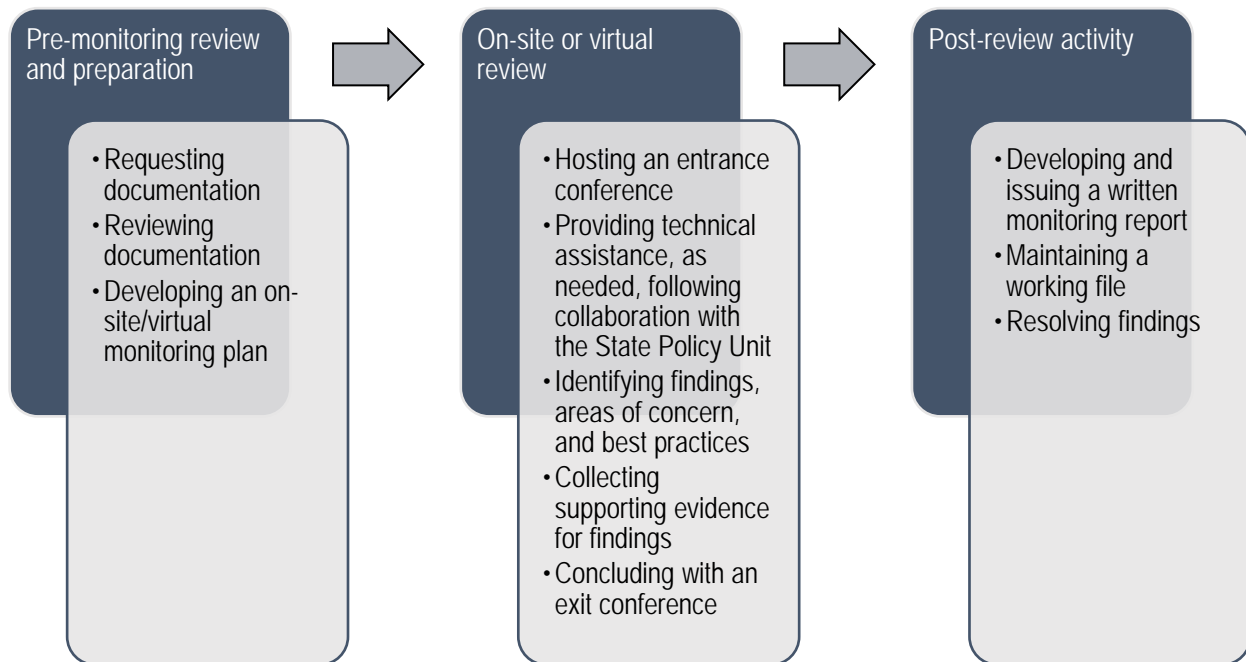 Pre-monitoring review
and preparation
• Requesting
documentation
• Reviewing
documentation
• Developing an on-
site/virtual
monitoring plan
On-site or virtual
review
• Hosting an entrance
conference
• Providing technical
assistance, as
needed, following
collaboration with
the State Policy Unit
• Identifying findings,
areas of concern,
and best practices
• Collecting
supporting evidence
for findings
• Concluding with an
exit conference
Post-review activity
• Developing and
issuing a written
monitoring report
• Maintaining a
working file
• Resolving findings